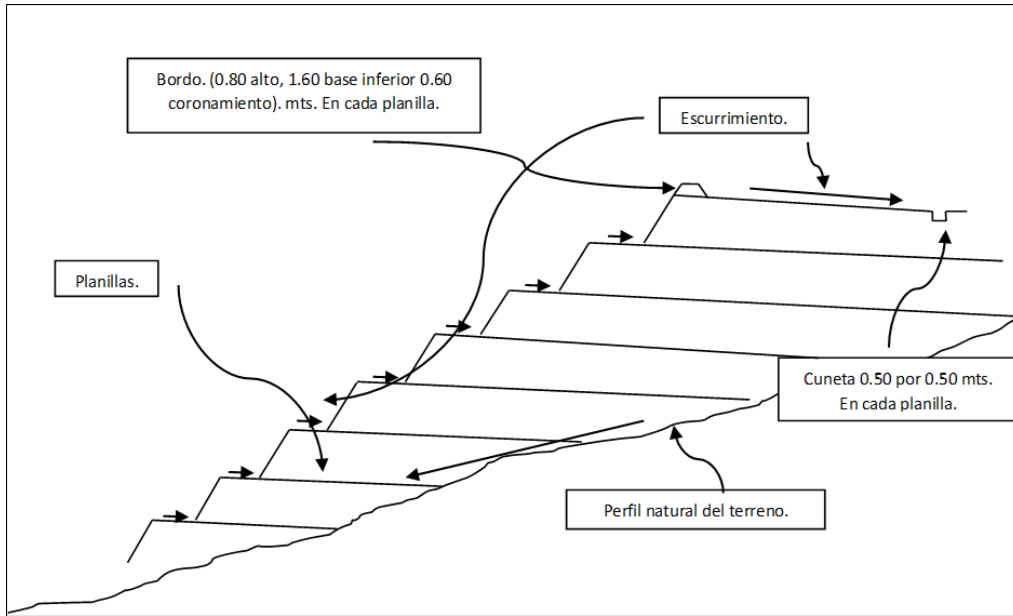 Bordo. (0.80 alto, 1.60 base inferior 0.60
coronamiento). mts. En cada planilla.
Escurrimiento.
Planillas.
Cuneta 0.50 por 0.50 mts.
En cada planilla.
Perfil natural del terreno.